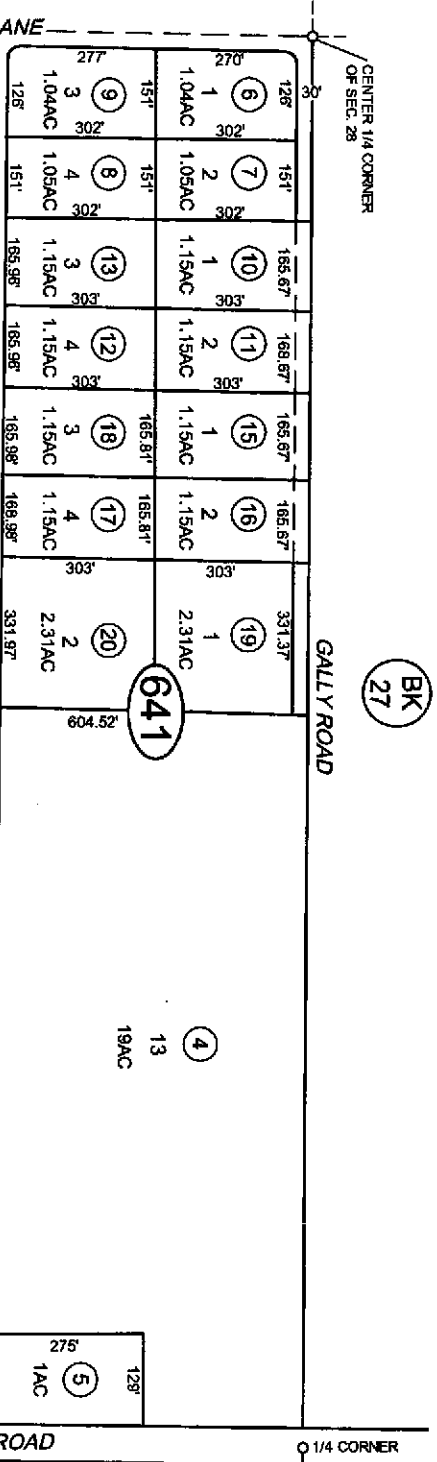 ANE
CENTER 1/4 CORNER
OF SEC. 28
30'
277'
270'
126'
9
3
1.04AC
151'
6
1
1.04AC
126'
302'
302'
151'
8
4
1.05AC
151'
7
2
1.05AC
151'
302'
302'
165.98'
13
3
1.15AC
10
1
1.15AC
165.67'
303'
303'
165.98'
12
4
1.15AC
11
2
1.15AC
168.67'
303'
303'
165.98'
18
3
1.15AC
165.81'
15
1
1.15AC
165.67'
168.98'
17
4
1.15AC
165.81'
16
2
1.15AC
165.67'
303'
303'
331.97'
20
2
2.31AC
19
1
2.31AC
331.37'
604.52'
641
GALLY ROAD
BK
27
4
13
19AC
275'
129'
5
1AC
ROAD
1/4 CORNER